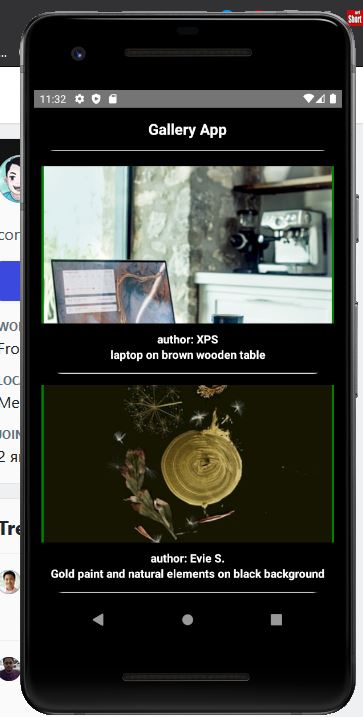 Short
11:32
Gallery App
author: XPS
laptop on brown wooden table
author: Evie S.
Gold paint and natural elements on black background
con
WO
Fro
LOC
Me
JOIN
2 я
Tre